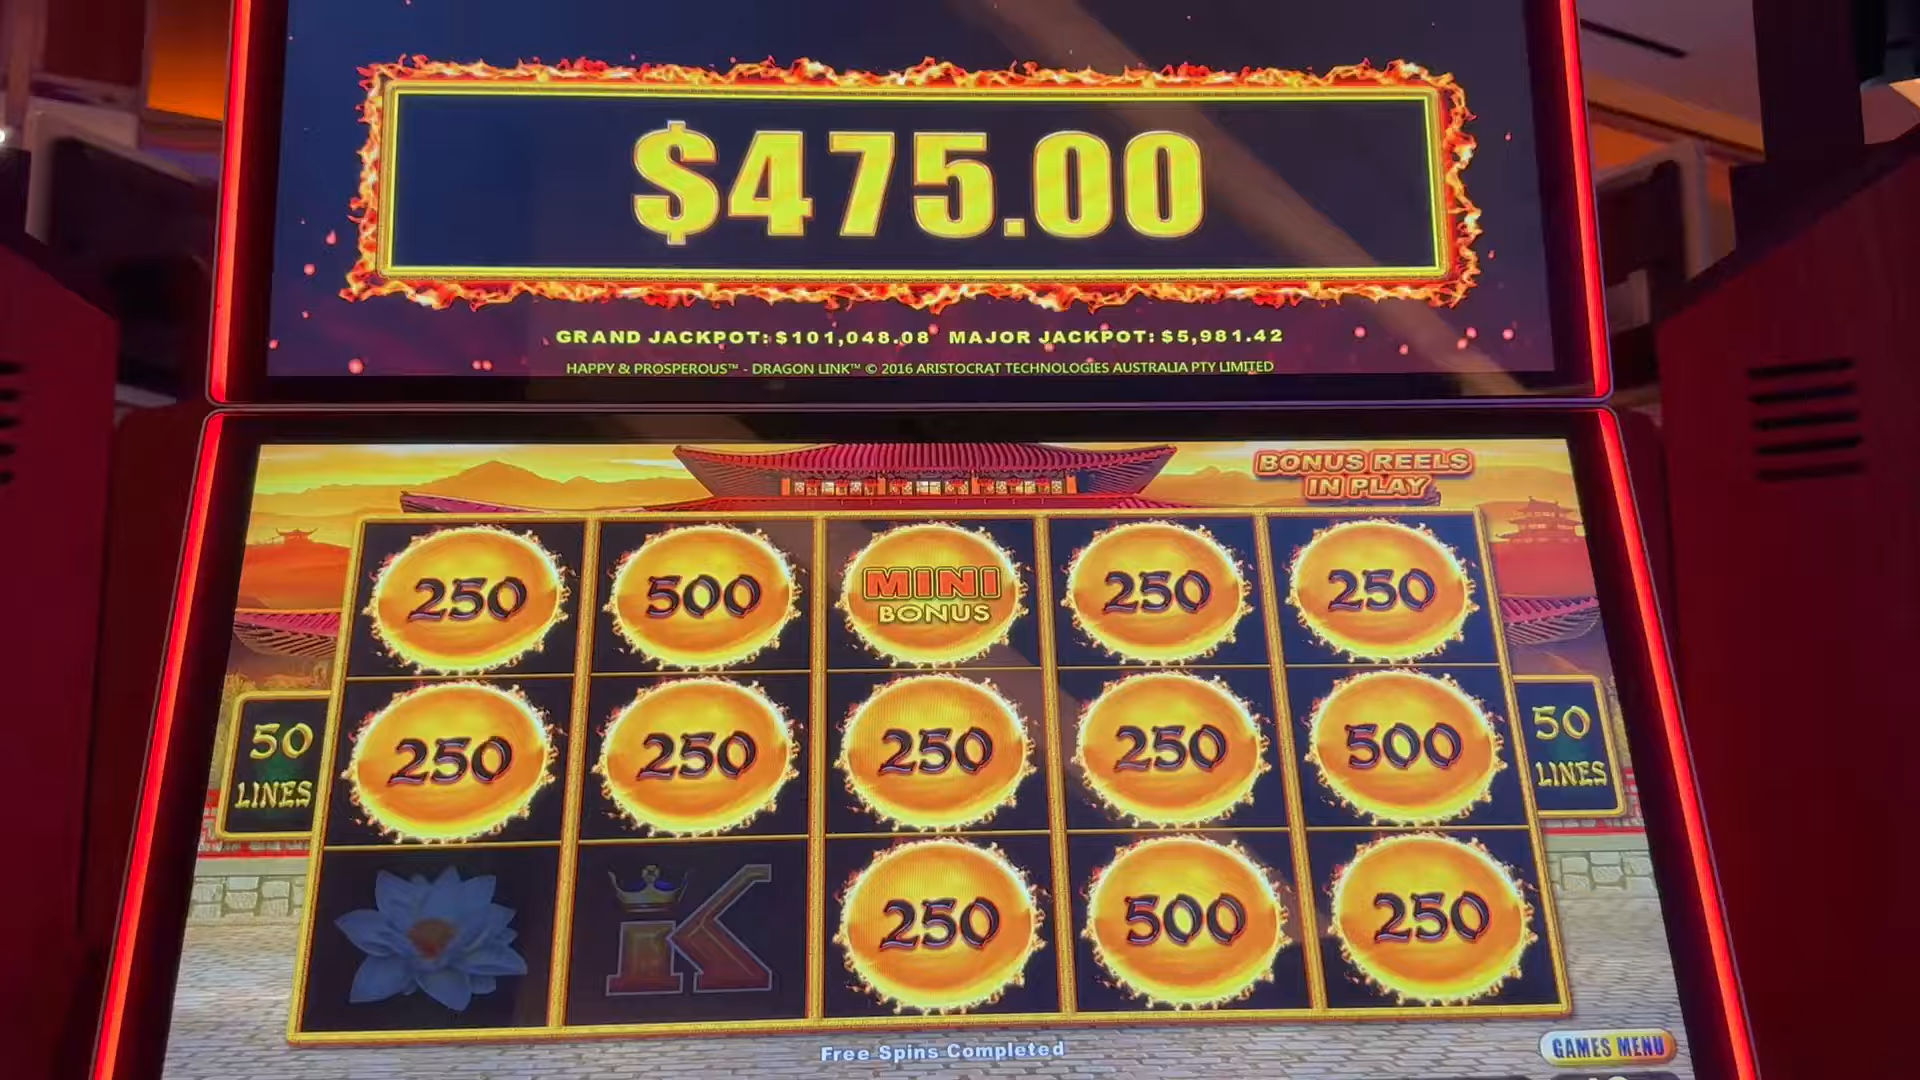 $475.00
GRAND JACKPOT: $101,048.08 MAJOR JACKPOT: $5,981.42
HAPPY & PROSPEROUS™ - DRAGON LINK™ © 2016 ARISTOCRAT TECHNOLOGIES AUSTRALIA PTY LIMITED
BONUS REELS
IN PLAY
250 500 MINI BONUS 250 250
50 LINES
250 250 250 250 500
50 LINES
K 250 500 250
Free Spins Completed
GAMES MENU